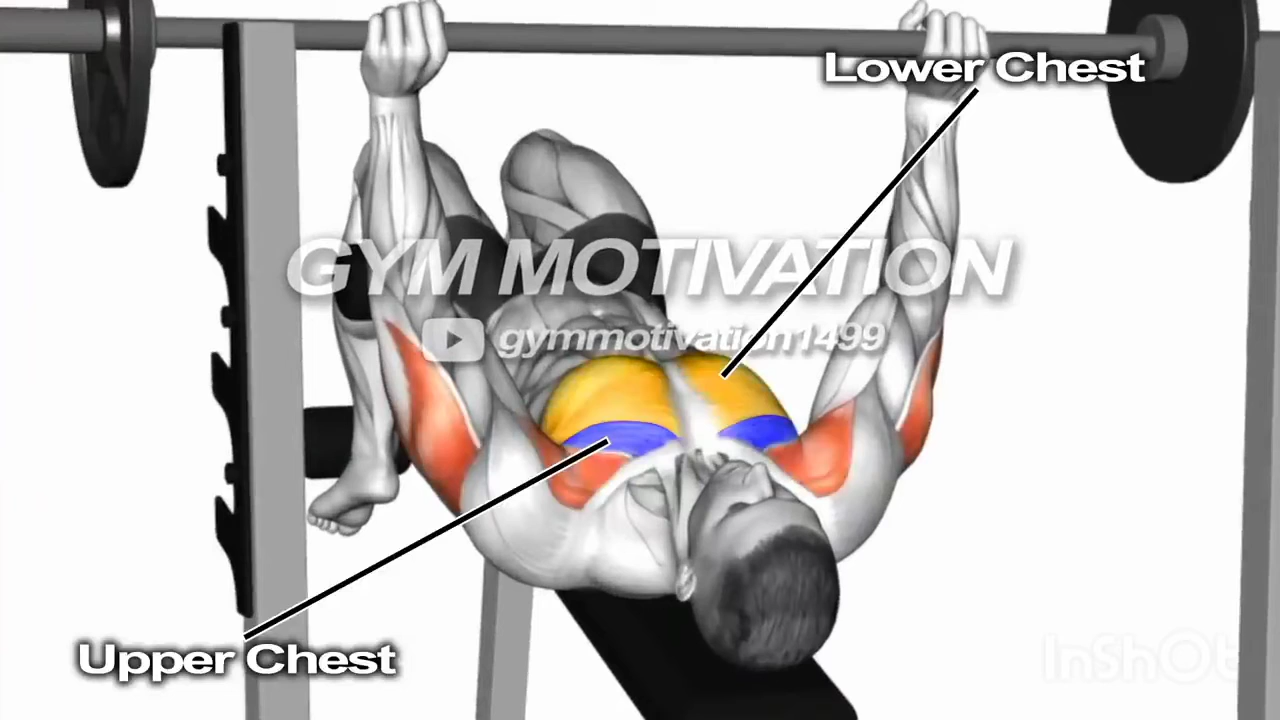 Lower Chest
GYM MOTIVATION
gymmotivation1499
Upper Chest
InShOt